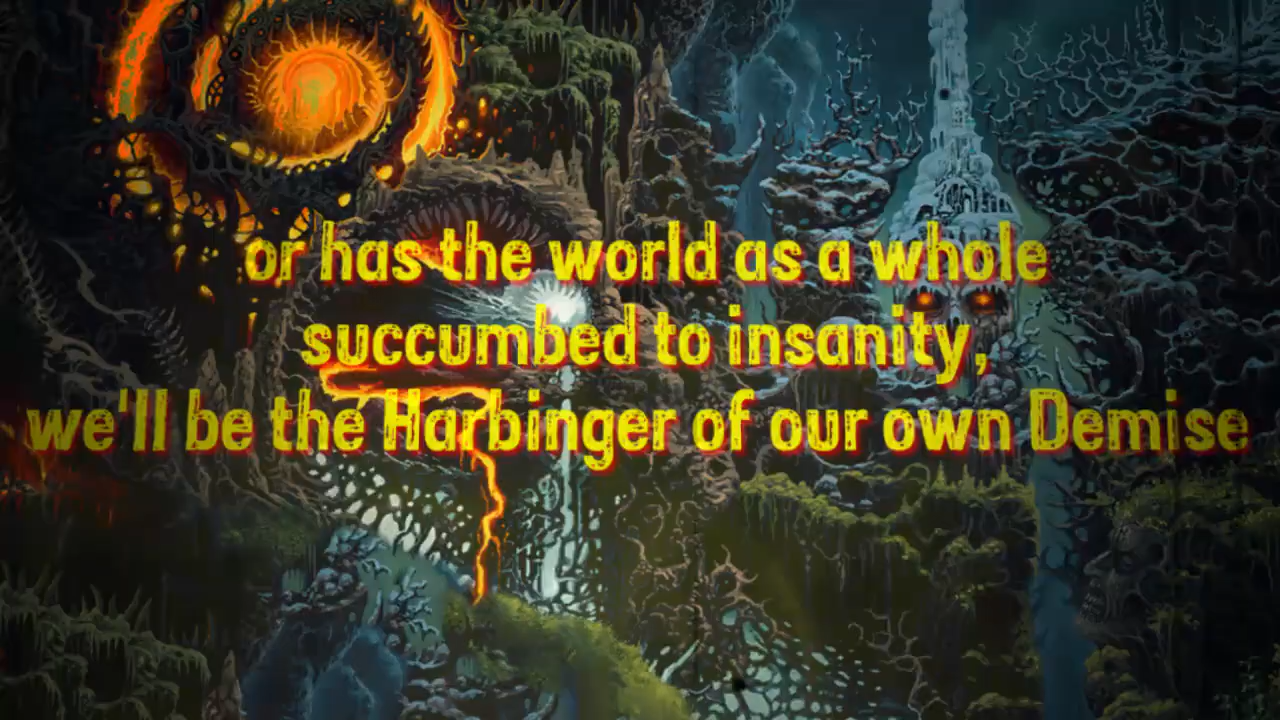 or has the world as a whole
succumbed to insanity,
we'll be the Harbinger of our own Demise